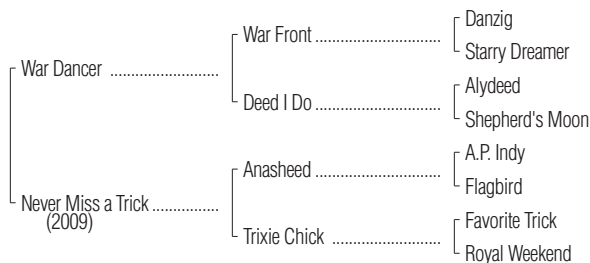 Danzig
War Front ........................................
Starry Dreamer
War Dancer ..................................
Alydeed
Deed I Do ........................................
Shepherd's Moon
A.P. Indy
Anasheed ........................................
Flagbird
Never Miss a Trick .....................
(2009)
Favorite Trick
Trixie Chick ...................................
Royal Weekend